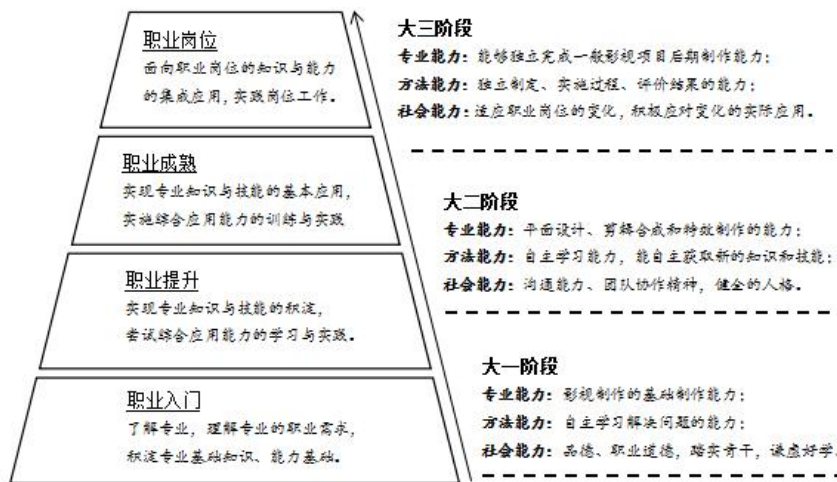 职业岗位
面向职业岗位的知识与能力
的集成应用，实践岗位工作。
职业成熟
实现专业知识与技能的基本应用，
实施综合应用能力的训练与实践
职业提升
实现专业知识与技能的积淀，
尝试综合应用能力的学习与实践。
职业入门
了解专业，理解专业的职业需求，
积淀专业基础知识、能力基础。
大三阶段
专业能力：能够独立完成一般影视项目后期制作能力；
方法能力：独立制定、实施过程、评价结果的能力；
社会能力：适应职业岗位的变化，积极应对变化的实际应用。
大二阶段
专业能力：平面设计、剪辑合成和特效制作的能力；
方法能力：自主学习能力，能自主获取新的知识和技能；
社会能力：沟通能力、团队协作精神，健全的人格。
大一阶段
专业能力：影视制作的基础制作能力；
方法能力：自主学习解决问题的能力；
社会能力：品德、职业道德，踏实肯干，谦虚好学。